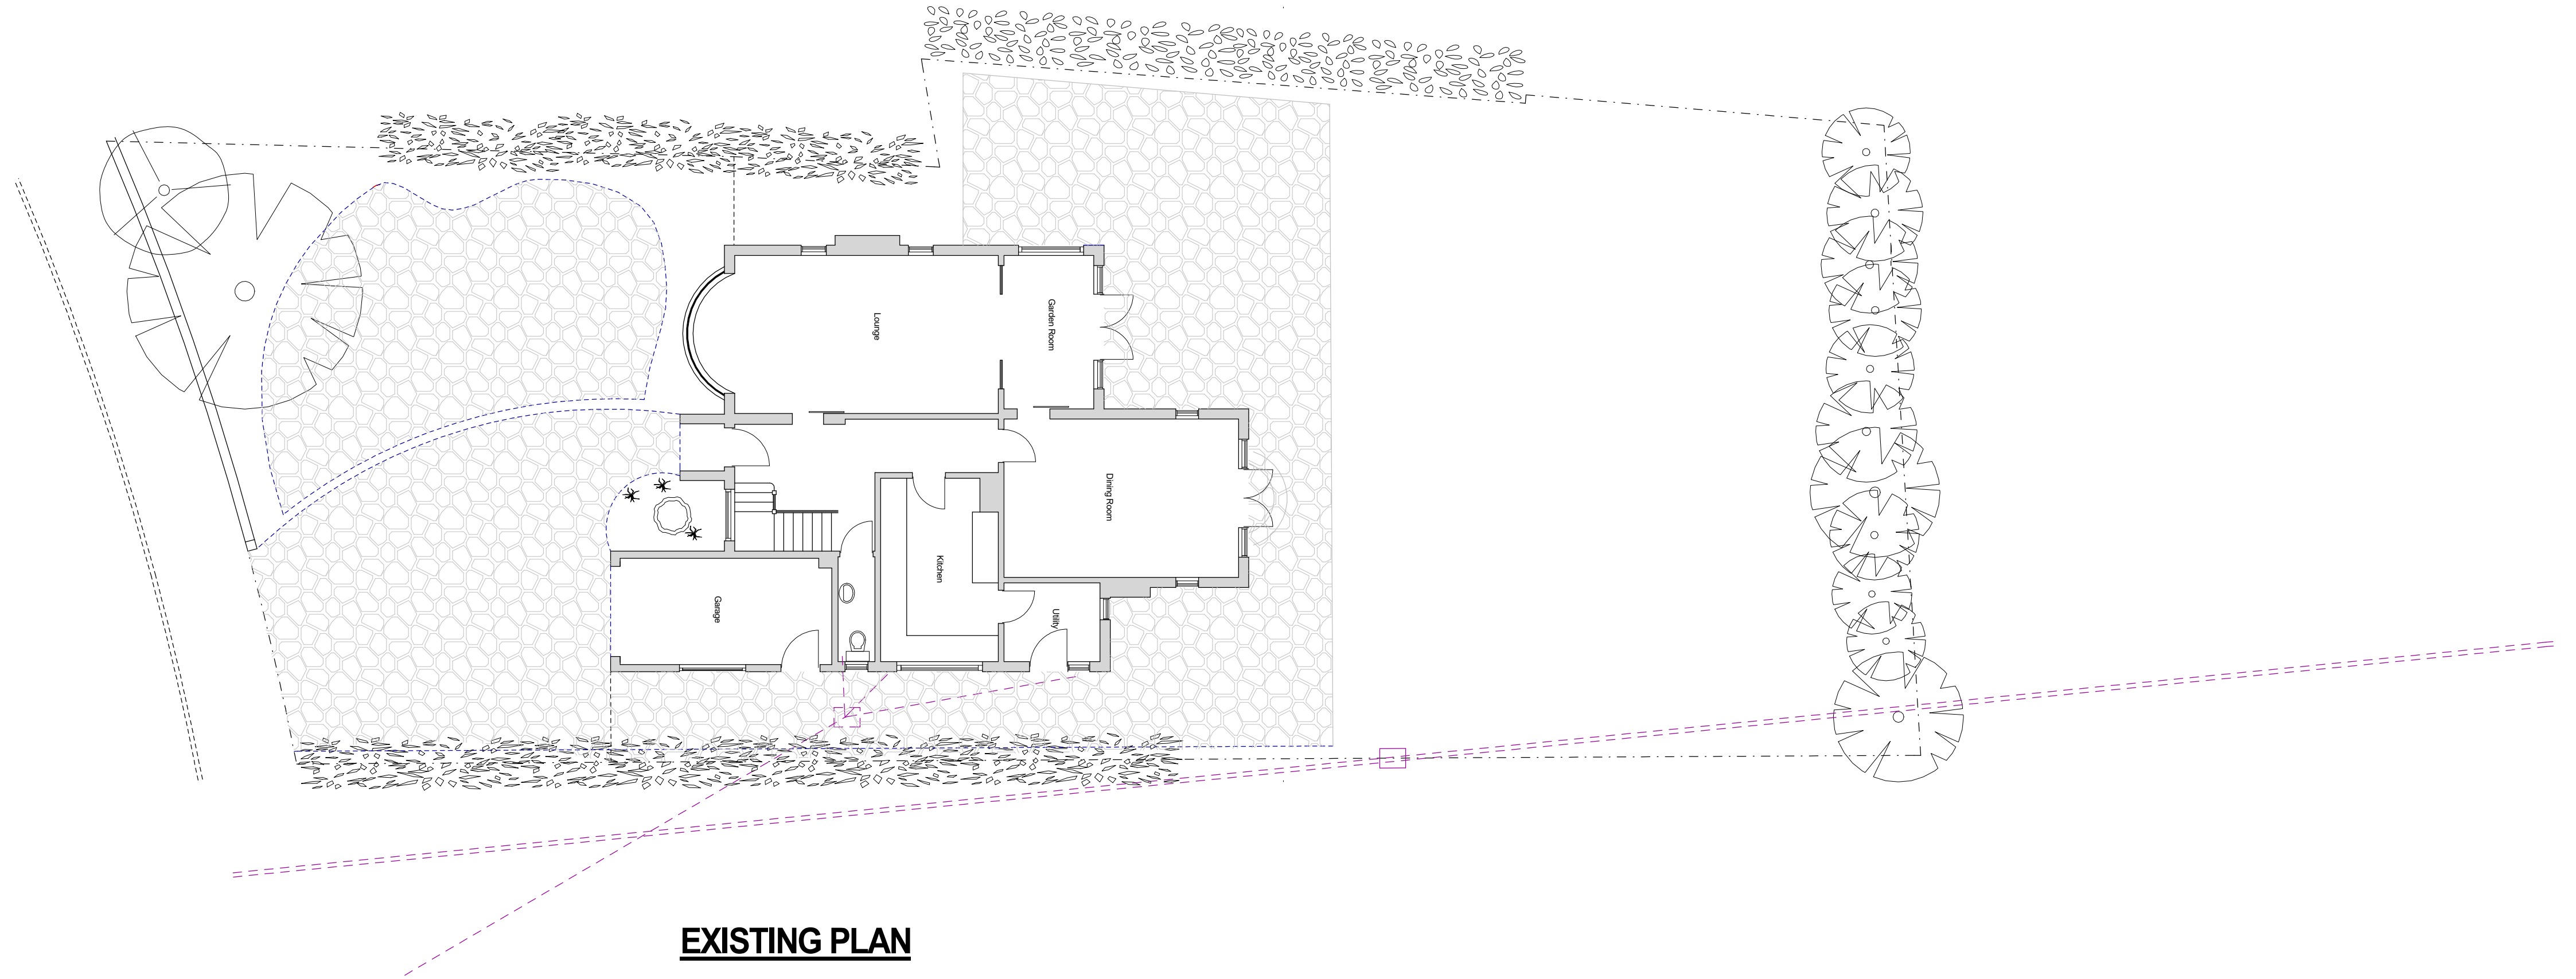 Lounge
Garden Room
Dining Room
Kitchen
Garage
Utility
EXISTING PLAN